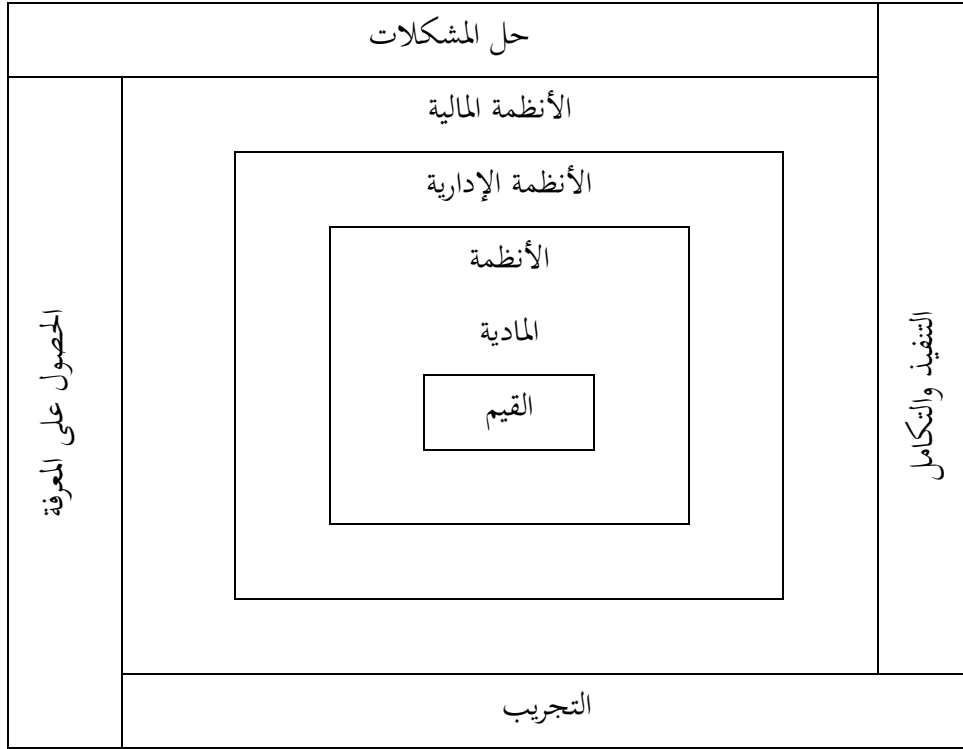 حل المشكلات
الأنظمة المالية
الأنظمة الإدارية
الأنظمة
المادية
القيم
التنفيذ والتكامل
الحصول على المعرفة
التجريب